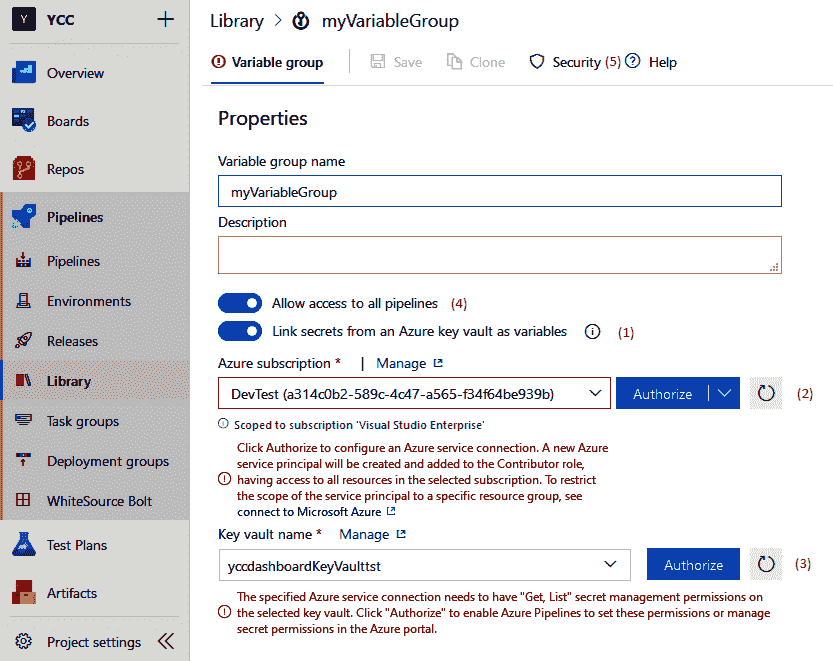 Y YCC +
Overview
Boards
Repos
Pipelines
Pipelines
Environments
Releases
Library
Task groups
Deployment groups
WhiteSource Bolt
Test Plans
Artifacts
Project settings
Library > myVariableGroup
Variable group
Save
Clone
Security (5)
Help
Properties
Variable group name
myVariableGroup
Description
Allow access to all pipelines (4)
Link secrets from an Azure key vault as variables (1)
Azure subscription * | Manage
DevTest (a314c0b2-589c-4c47-a565-f34f64be939b) Authorize (2)
Scoped to subscription 'Visual Studio Enterprise'
Click Authorize to configure an Azure service connection. A new Azure
service principal will be created and added to the Contributor role,
having access to all resources in the selected subscription. To restrict
the scope of the service principal to a specific resource group, see
connect to Microsoft Azure
Key vault name * Manage
yccdashboardKeyVaulttst Authorize (3)
The specified Azure service connection needs to have "Get, List" secret management permissions on
the selected key vault. Click "Authorize" to enable Azure Pipelines to set these permissions or manage
secret permissions in the Azure portal.